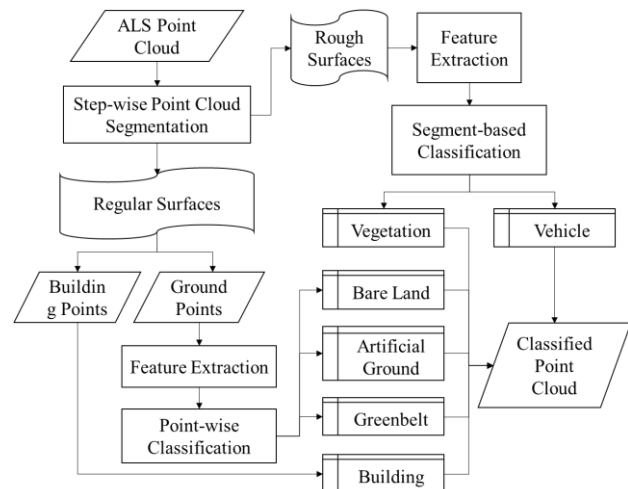 ALS Point
Cloud
Rough
Surfaces
Feature
Extraction
Step-wise Point Cloud
Segmentation
Segment-based
Classification
Regular Surfaces
Vegetation
Vehicle
Buildin
g Points
Ground
Points
Bare Land
Feature Extraction
Artificial
Ground
Classified
Point
Cloud
Point-wise
Classification
Greenbelt
Building